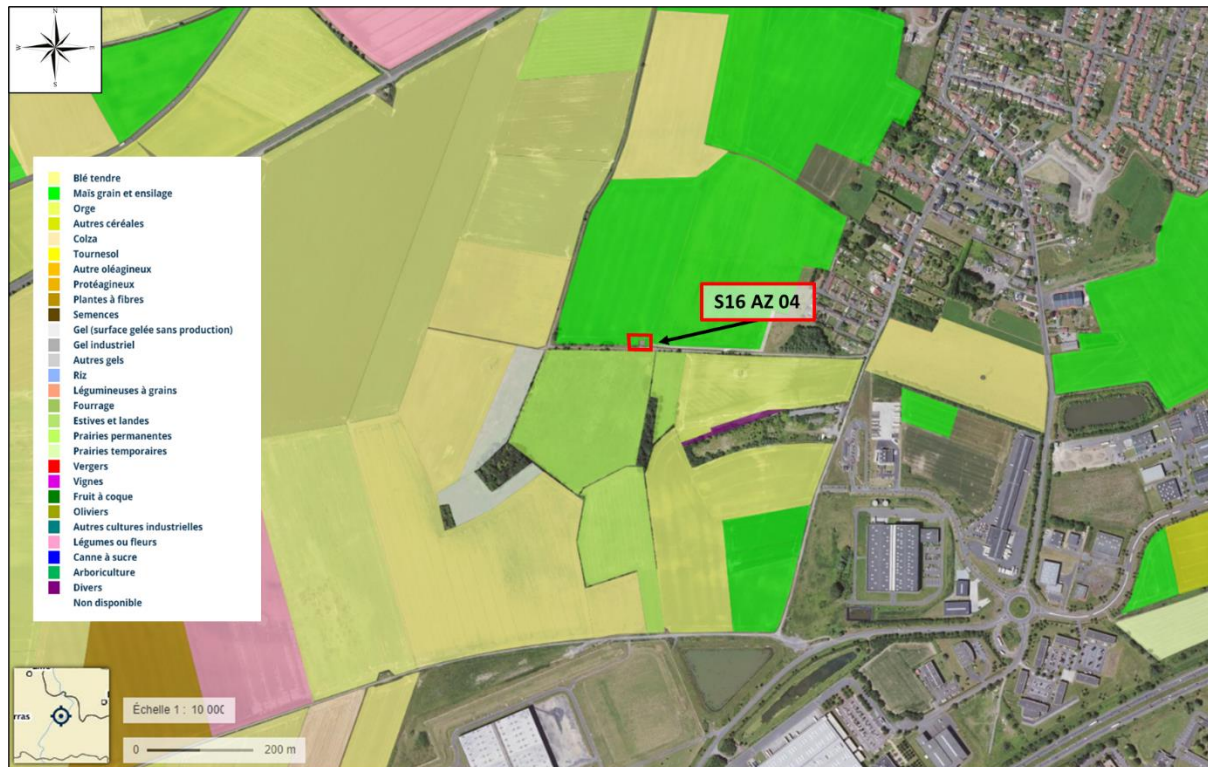 N
W
E
S
Blé tendre
Maïs grain et ensilage
Orge
Autres céréales
Colza
Tournesol
Autre oléagineux
Protéagineux
Plantes à fibres
Semences
Gel (surface gelée sans production)
Gel industriel
Autres gels
Riz
Légumineuses à grains
Fourrage
Estives et landes
Prairies permanentes
Prairies temporaires
Vergers
Vignes
Fruit à coque
Oliviers
Autres cultures industrielles
Légumes ou fleurs
Canne à sucre
Arboriculture
Divers
Non disponible
S16 AZ 04
rras
Échelle 1 : 10 000
0 200 m